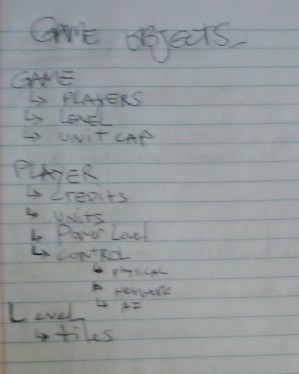 GAME OBJECTS
GAME
↳ PLAYERS
↳ LEVEL
↳ UNIT CAP
PLAYER
↳ CREDITS
↳ UNITS
↳ Power Level
↳ CONTROL
↳ PHYSICAL
↳ NETWORK
↳ AI
Level
↳ tiles